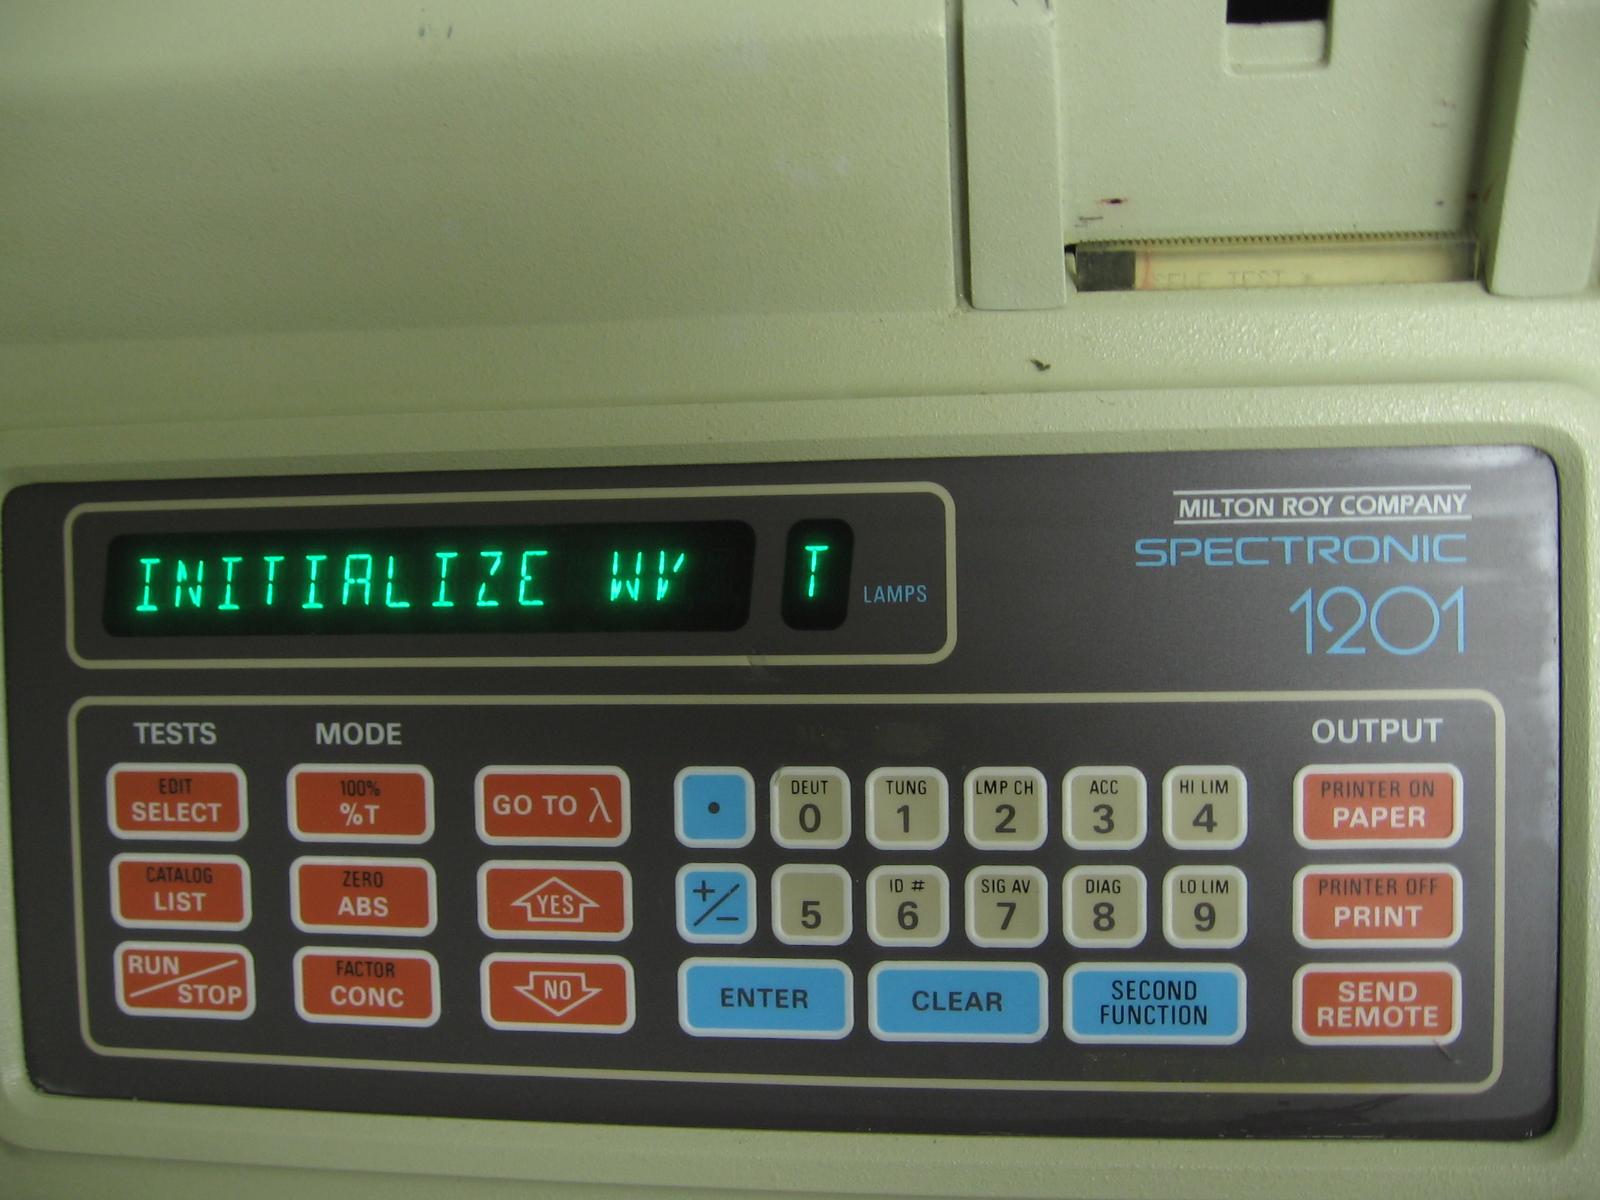 SELF TEST *
INITIALIZE WV T LAMPS
MILTON ROY COMPANY
SPECTRONIC
1201
TESTS MODE OUTPUT
EDIT
SELECT
100%
%T
GO TO λ
.
DEUT
0
TUNG
1
LMP CH
2
ACC
3
HI LIM
4
PRINTER ON
PAPER
CATALOG
LIST
ZERO
ABS
YES
+/-
5
ID #
6
SIG AV
7
DIAG
8
LO LIM
9
PRINTER OFF
PRINT
RUN
STOP
FACTOR
CONC
NO
ENTER
CLEAR
SECOND
FUNCTION
SEND
REMOTE